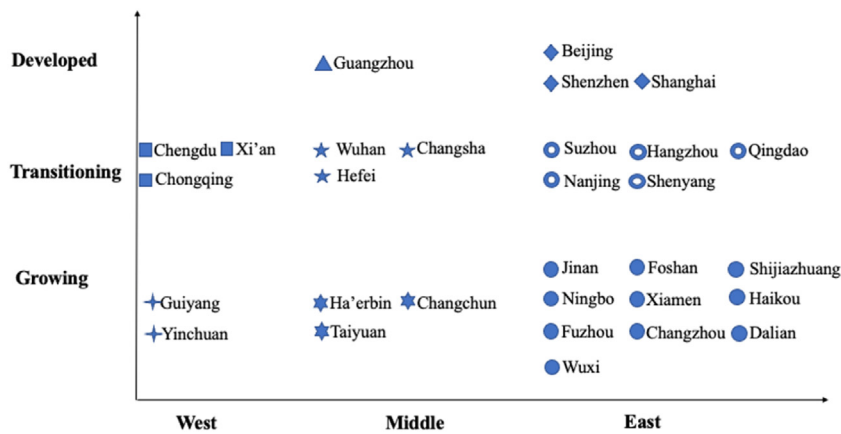 Developed
Guangzhou
Beijing
Shenzhen Shanghai
Transitioning
Chengdu Xi'an Wuhan Changsha Suzhou Hangzhou Qingdao
Chongqing Hefei Nanjing Shenyang
Growing
Jinan Foshan Shijiazhuang
Guiyang Ha'erbin Changchun Ningbo Xiamen Haikou
Yinchuan Taiyuan Fuzhou Changzhou Dalian
Wuxi
West Middle East